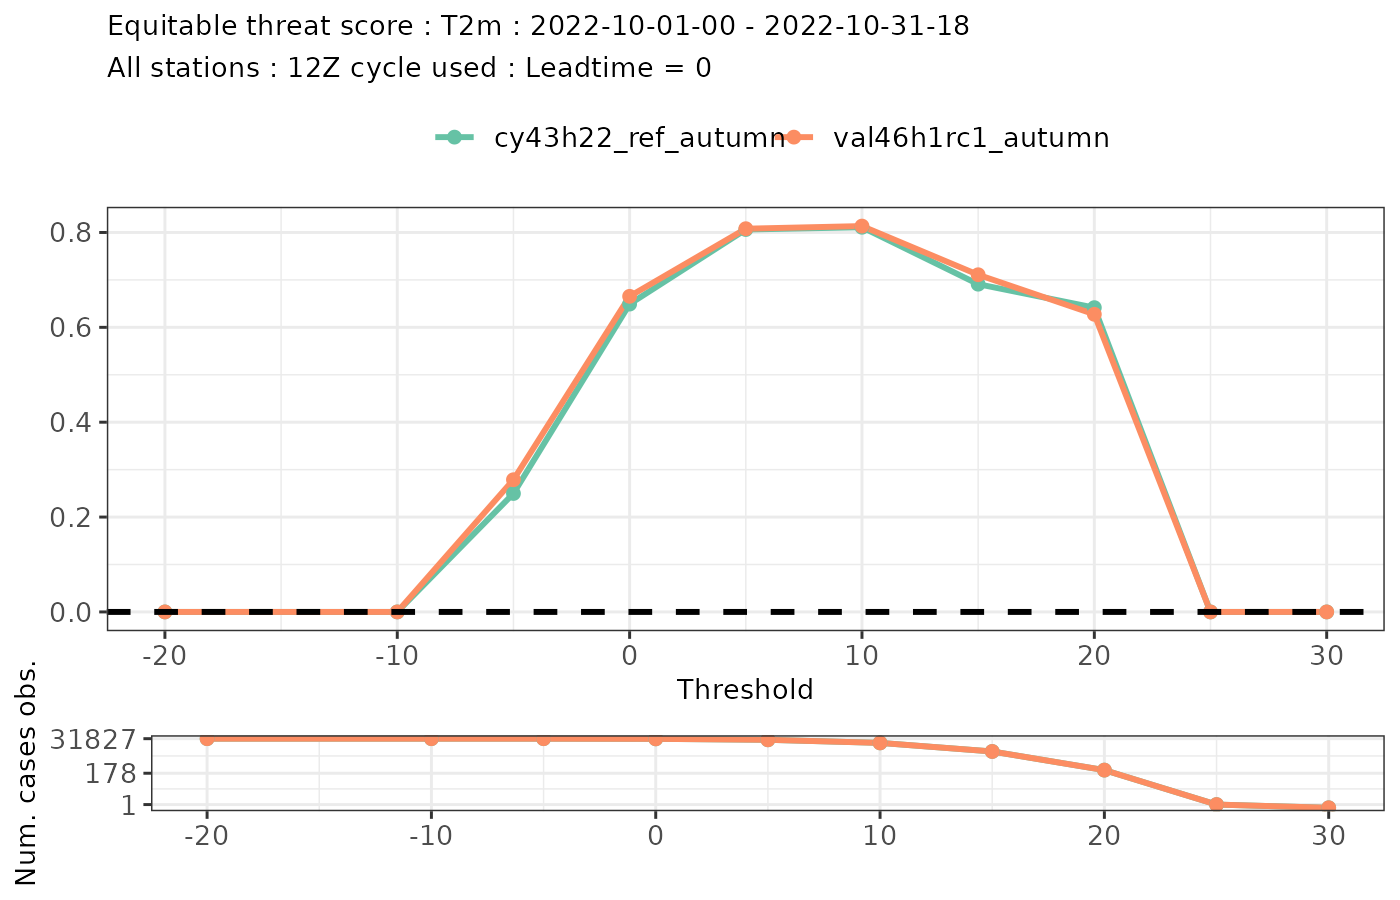 Equitable threat score : T2m : 2022-10-01-00 - 2022-10-31-18
All stations : 12Z cycle used : Leadtime = 0
cy43h22_ref_autumn val46h1rc1_autumn
0.8
0.6
0.4
0.2
0.0
-20 -10 0 10 20 30
Threshold
Num. cases obs.
31827
178
1
-20 -10 0 10 20 30